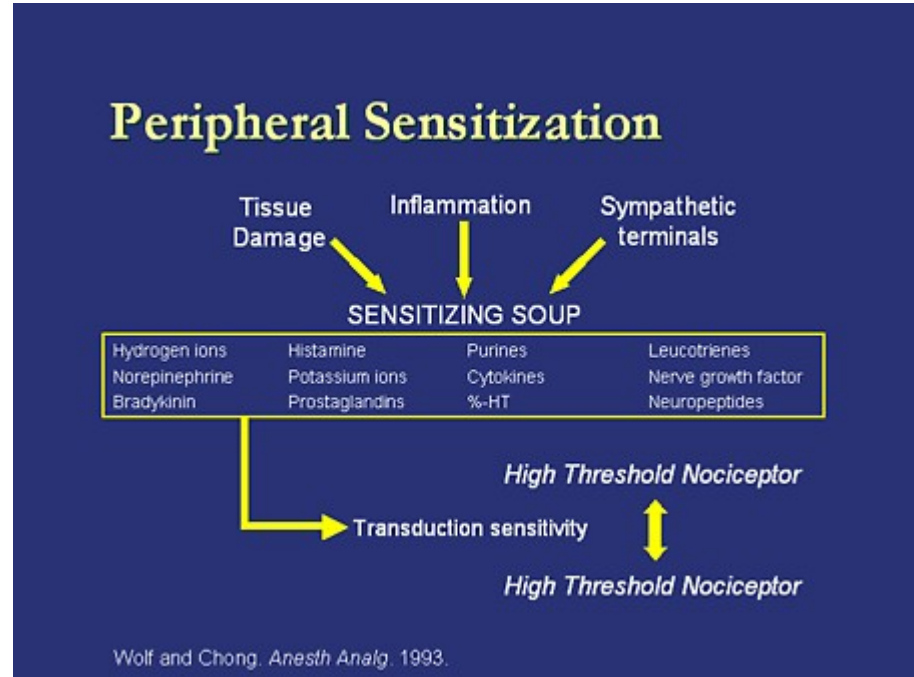 Peripheral Sensitization
Tissue
Damage
Inflammation
Sympathetic
terminals
SENSITIZING SOUP
Hydrogen ions Histamine Purines Leucotrienes
Norepinephrine Potassium ions Cytokines Nerve growth factor
Bradykinin Prostaglandins %-HT Neuropeptides
High Threshold Nociceptor
Transduction sensitivity
High Threshold Nociceptor
Wolf and Chong. Anesth Analg. 1993.